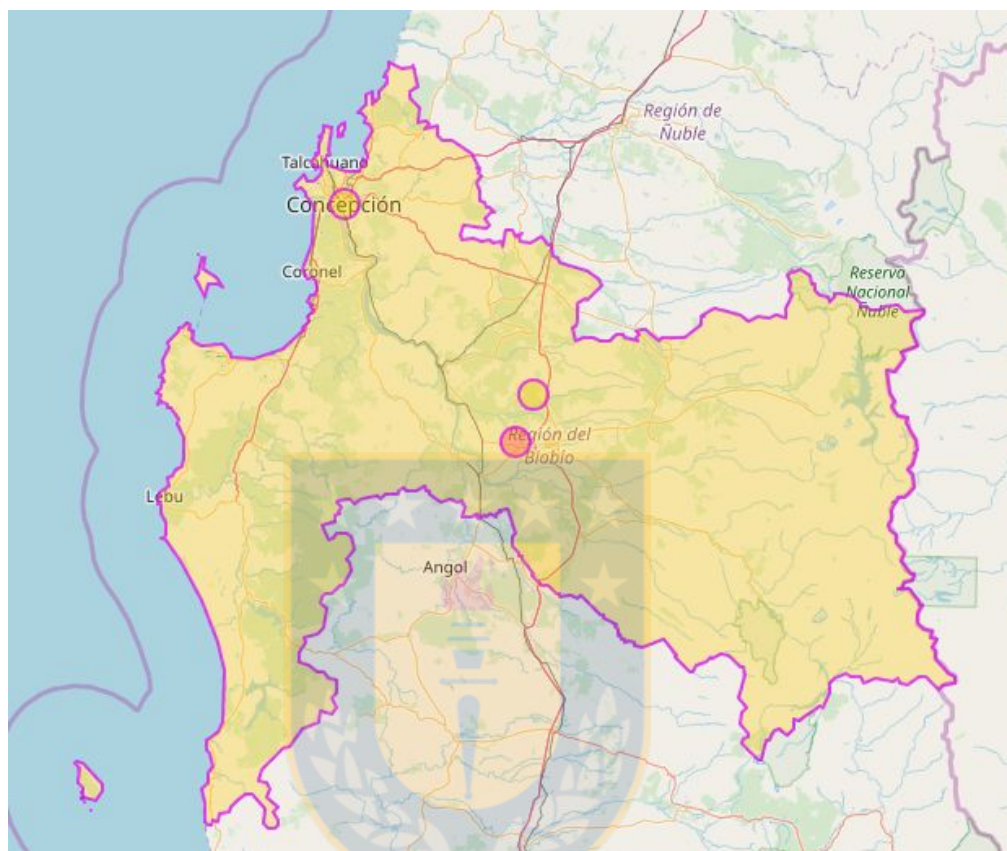 Región de
Ñuble
Talcahuano
Concepción
Coronel
Reserva
Nacional
Ñuble
Región del
Biobío
Lebu
Angol